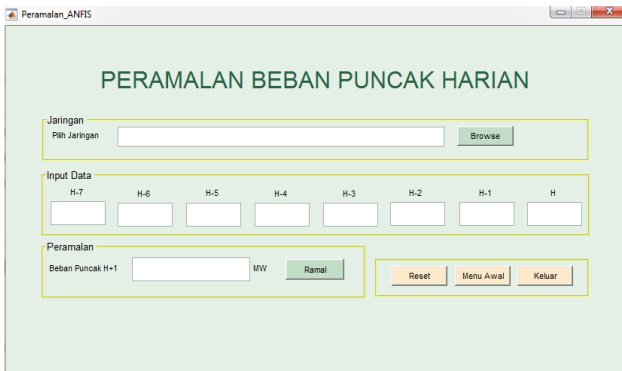 Peramalan_ANFIS
PERAMALAN BEBAN PUNCAK HARIAN
Jaringan
Pilih Jaringan Browse
Input Data
H-7 H-6 H-5 H-4 H-3 H-2 H-1 H
Peramalan
Beban Puncak H+1 MW Ramal
Reset Menu Awal Keluar